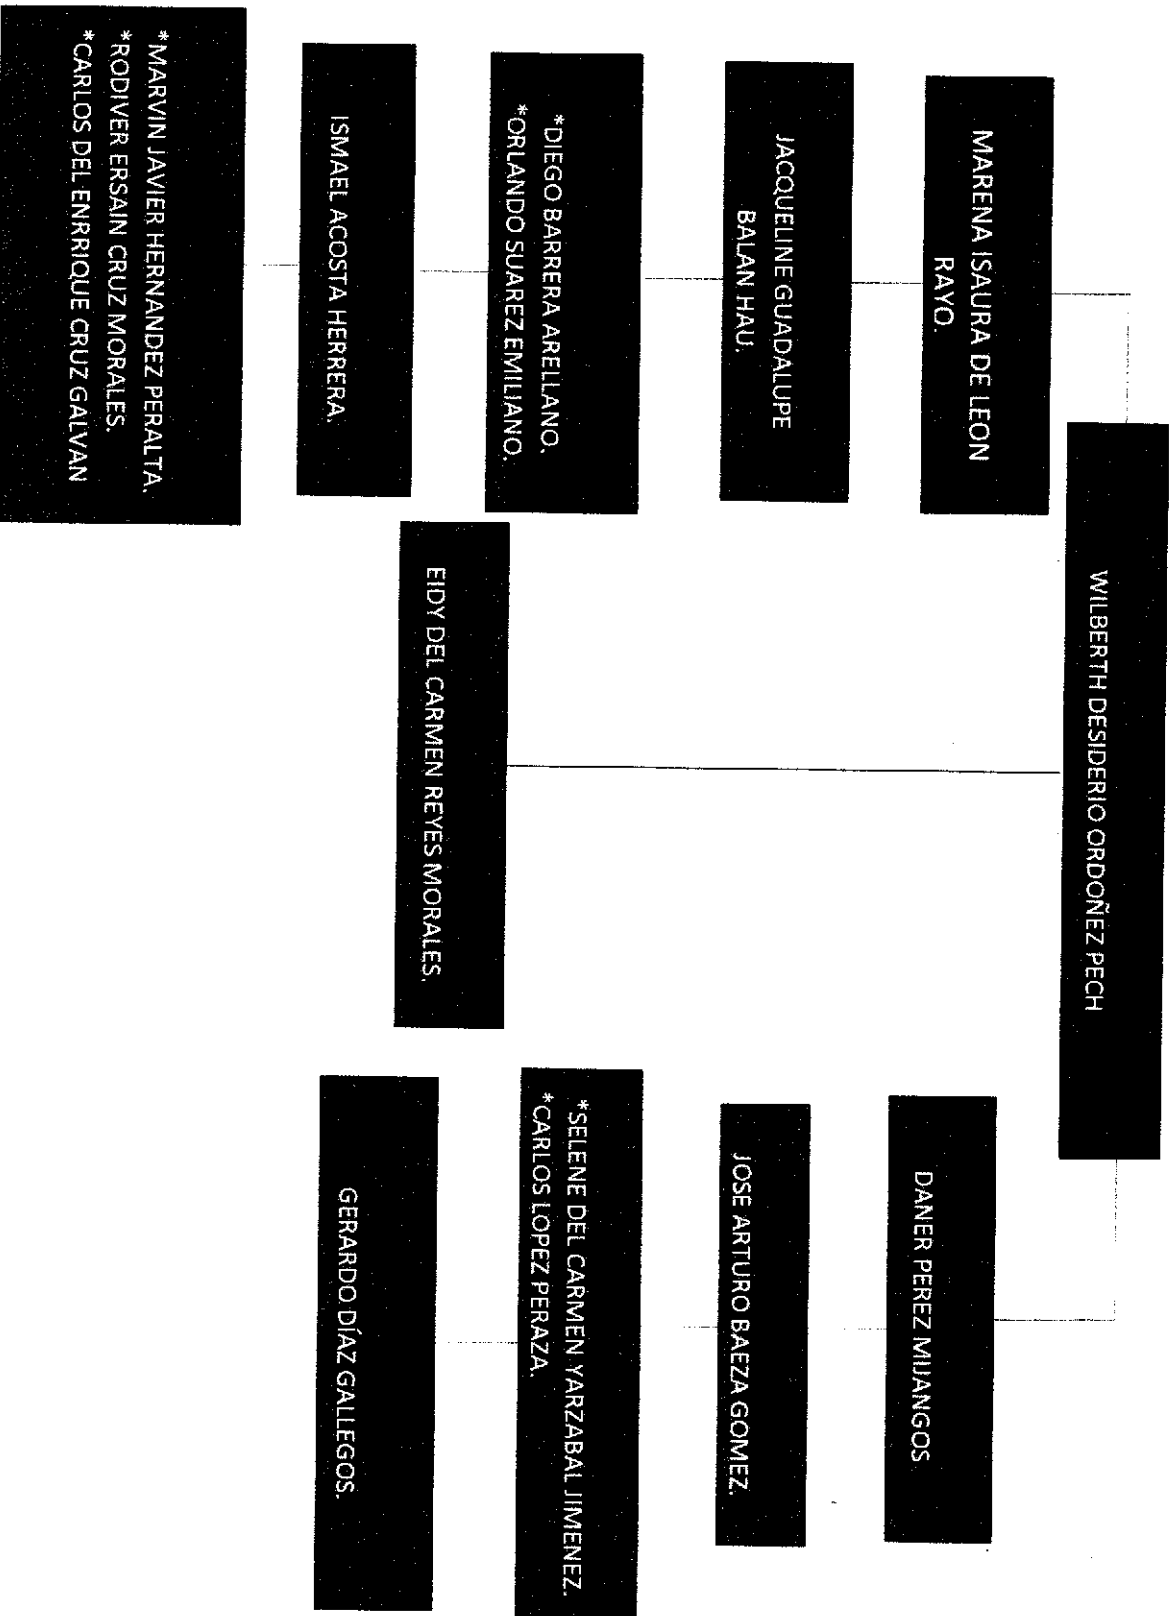 WILBERTH DESIDERIO ORDOÑEZ PECH
MARENA ISAURA DE LEON
RAYO.
JACQUELINE GUADALUPE
BALAN HAU.
*DIEGO BARRERA ARELLANO.
*ORLANDO SUAREZ EMILIANO.
ISMAEL ACOSTA HERRERA.
*MARVIN JAVIER HERNANDEZ PERALTA.
*RODIVER ERSAIN CRUZ MORALES.
*CARLOS DEL ENRRIQUE CRUZ GALVAN
EIDY DEL CARMEN REYES MORALES.
DANER PEREZ MIJANGOS
JOSE ARTURO BAEZA GOMEZ.
*SELENE DEL CARMEN YARZABAL JIMENEZ.
*CARLOS LOPEZ PERAZA.
GERARDO DÍAZ GALLEGOS.